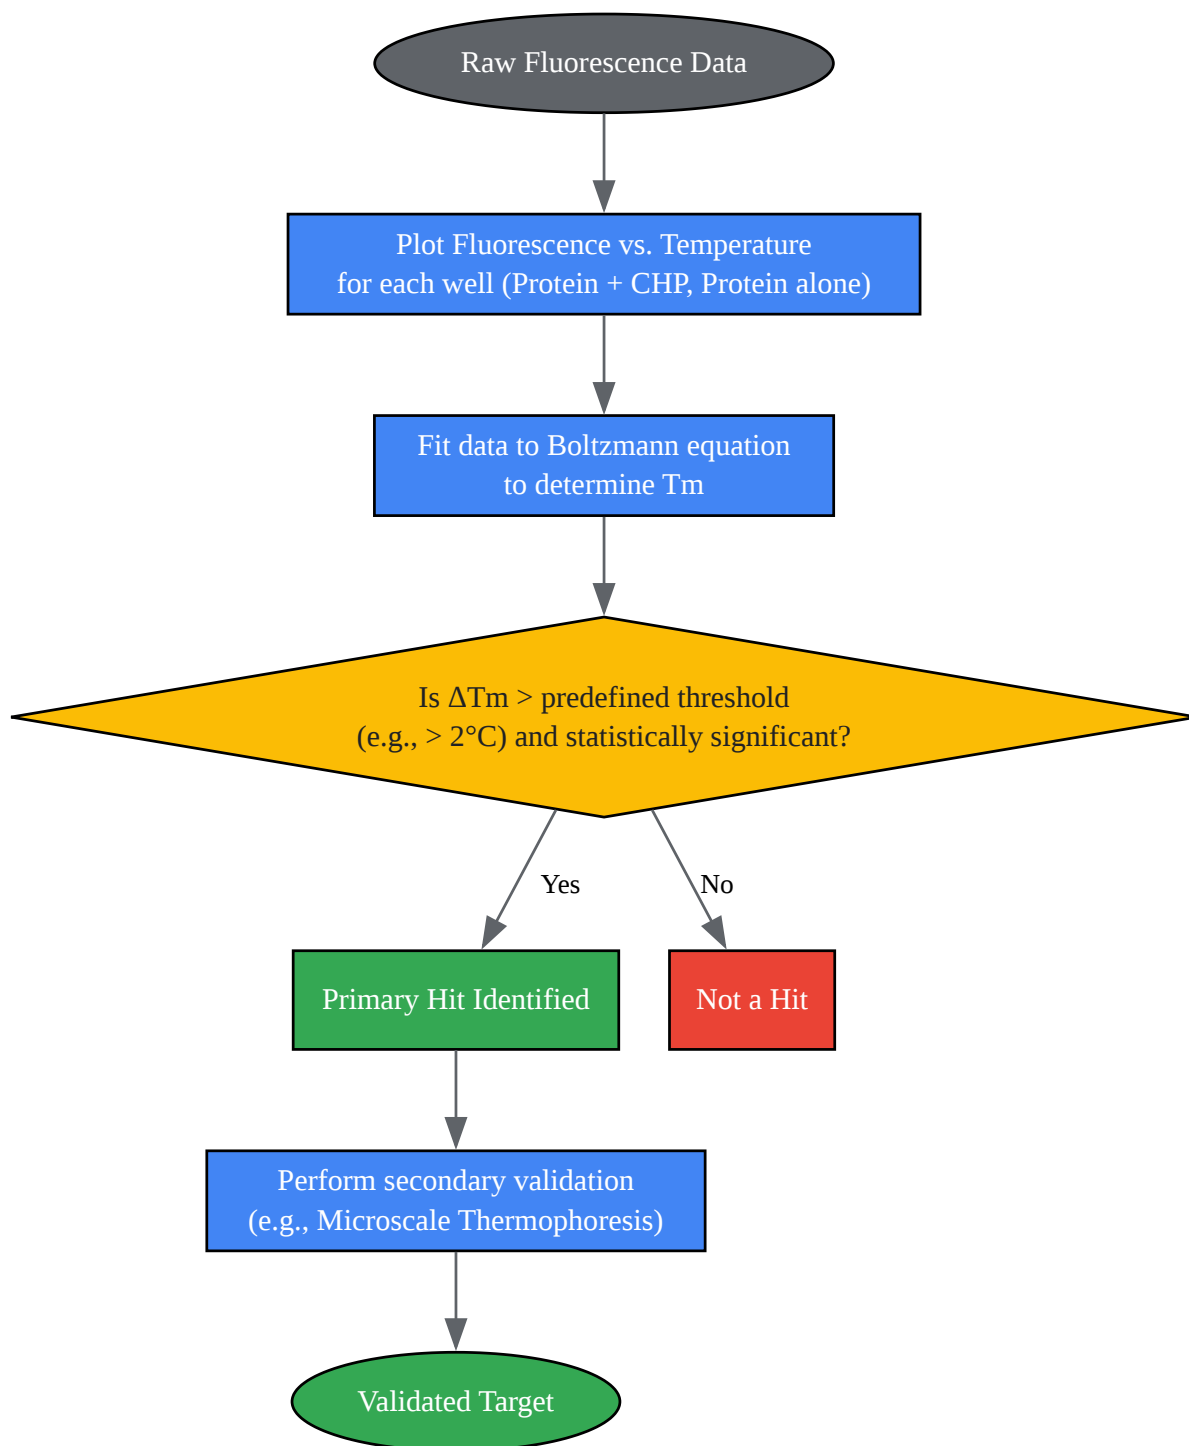 Raw Fluorescence Data
Plot Fluorescence vs. Temperature
for each well (Protein + CHP, Protein alone)
Fit data to Boltzmann equation
to determine Tm
Is ΔTm > predefined threshold
(e.g., > 2°C) and statistically significant?
Yes
No
Primary Hit Identified
Not a Hit
Perform secondary validation
(e.g., Microscale Thermophoresis)
Validated Target